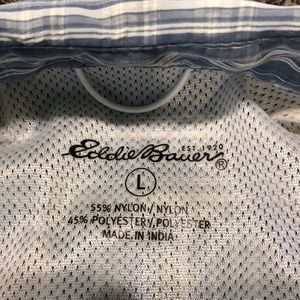 EST. 1920
Eddie Bauer®
L
55% NYLON / NYLON
45% POLYESTER / POLYESTER
MADE IN INDIA